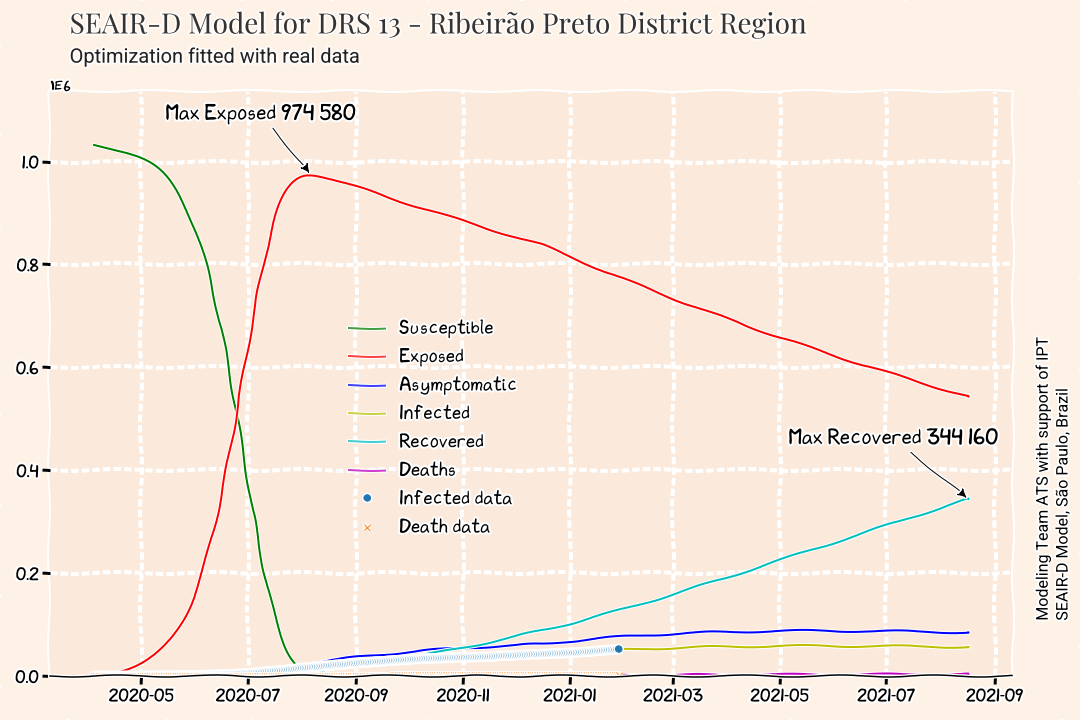 SEAIR-D Model for DRS 13 - Ribeirão Preto District Region
Optimization fitted with real data
1E6
Max Exposed 974 580
1.0
0.8
0.6
0.4
0.2
0.0
Susceptible
Exposed
Asymptomatic
Infected
Recovered
Deaths
Infected data
Death data
Max Recovered 344 160
2020-05
2020-07
2020-09
2020-11
2021-01
2021-03
2021-05
2021-07
2021-09
Modeling Team ATS with support of IPT
SEAIR-D Model, São Paulo, Brazil